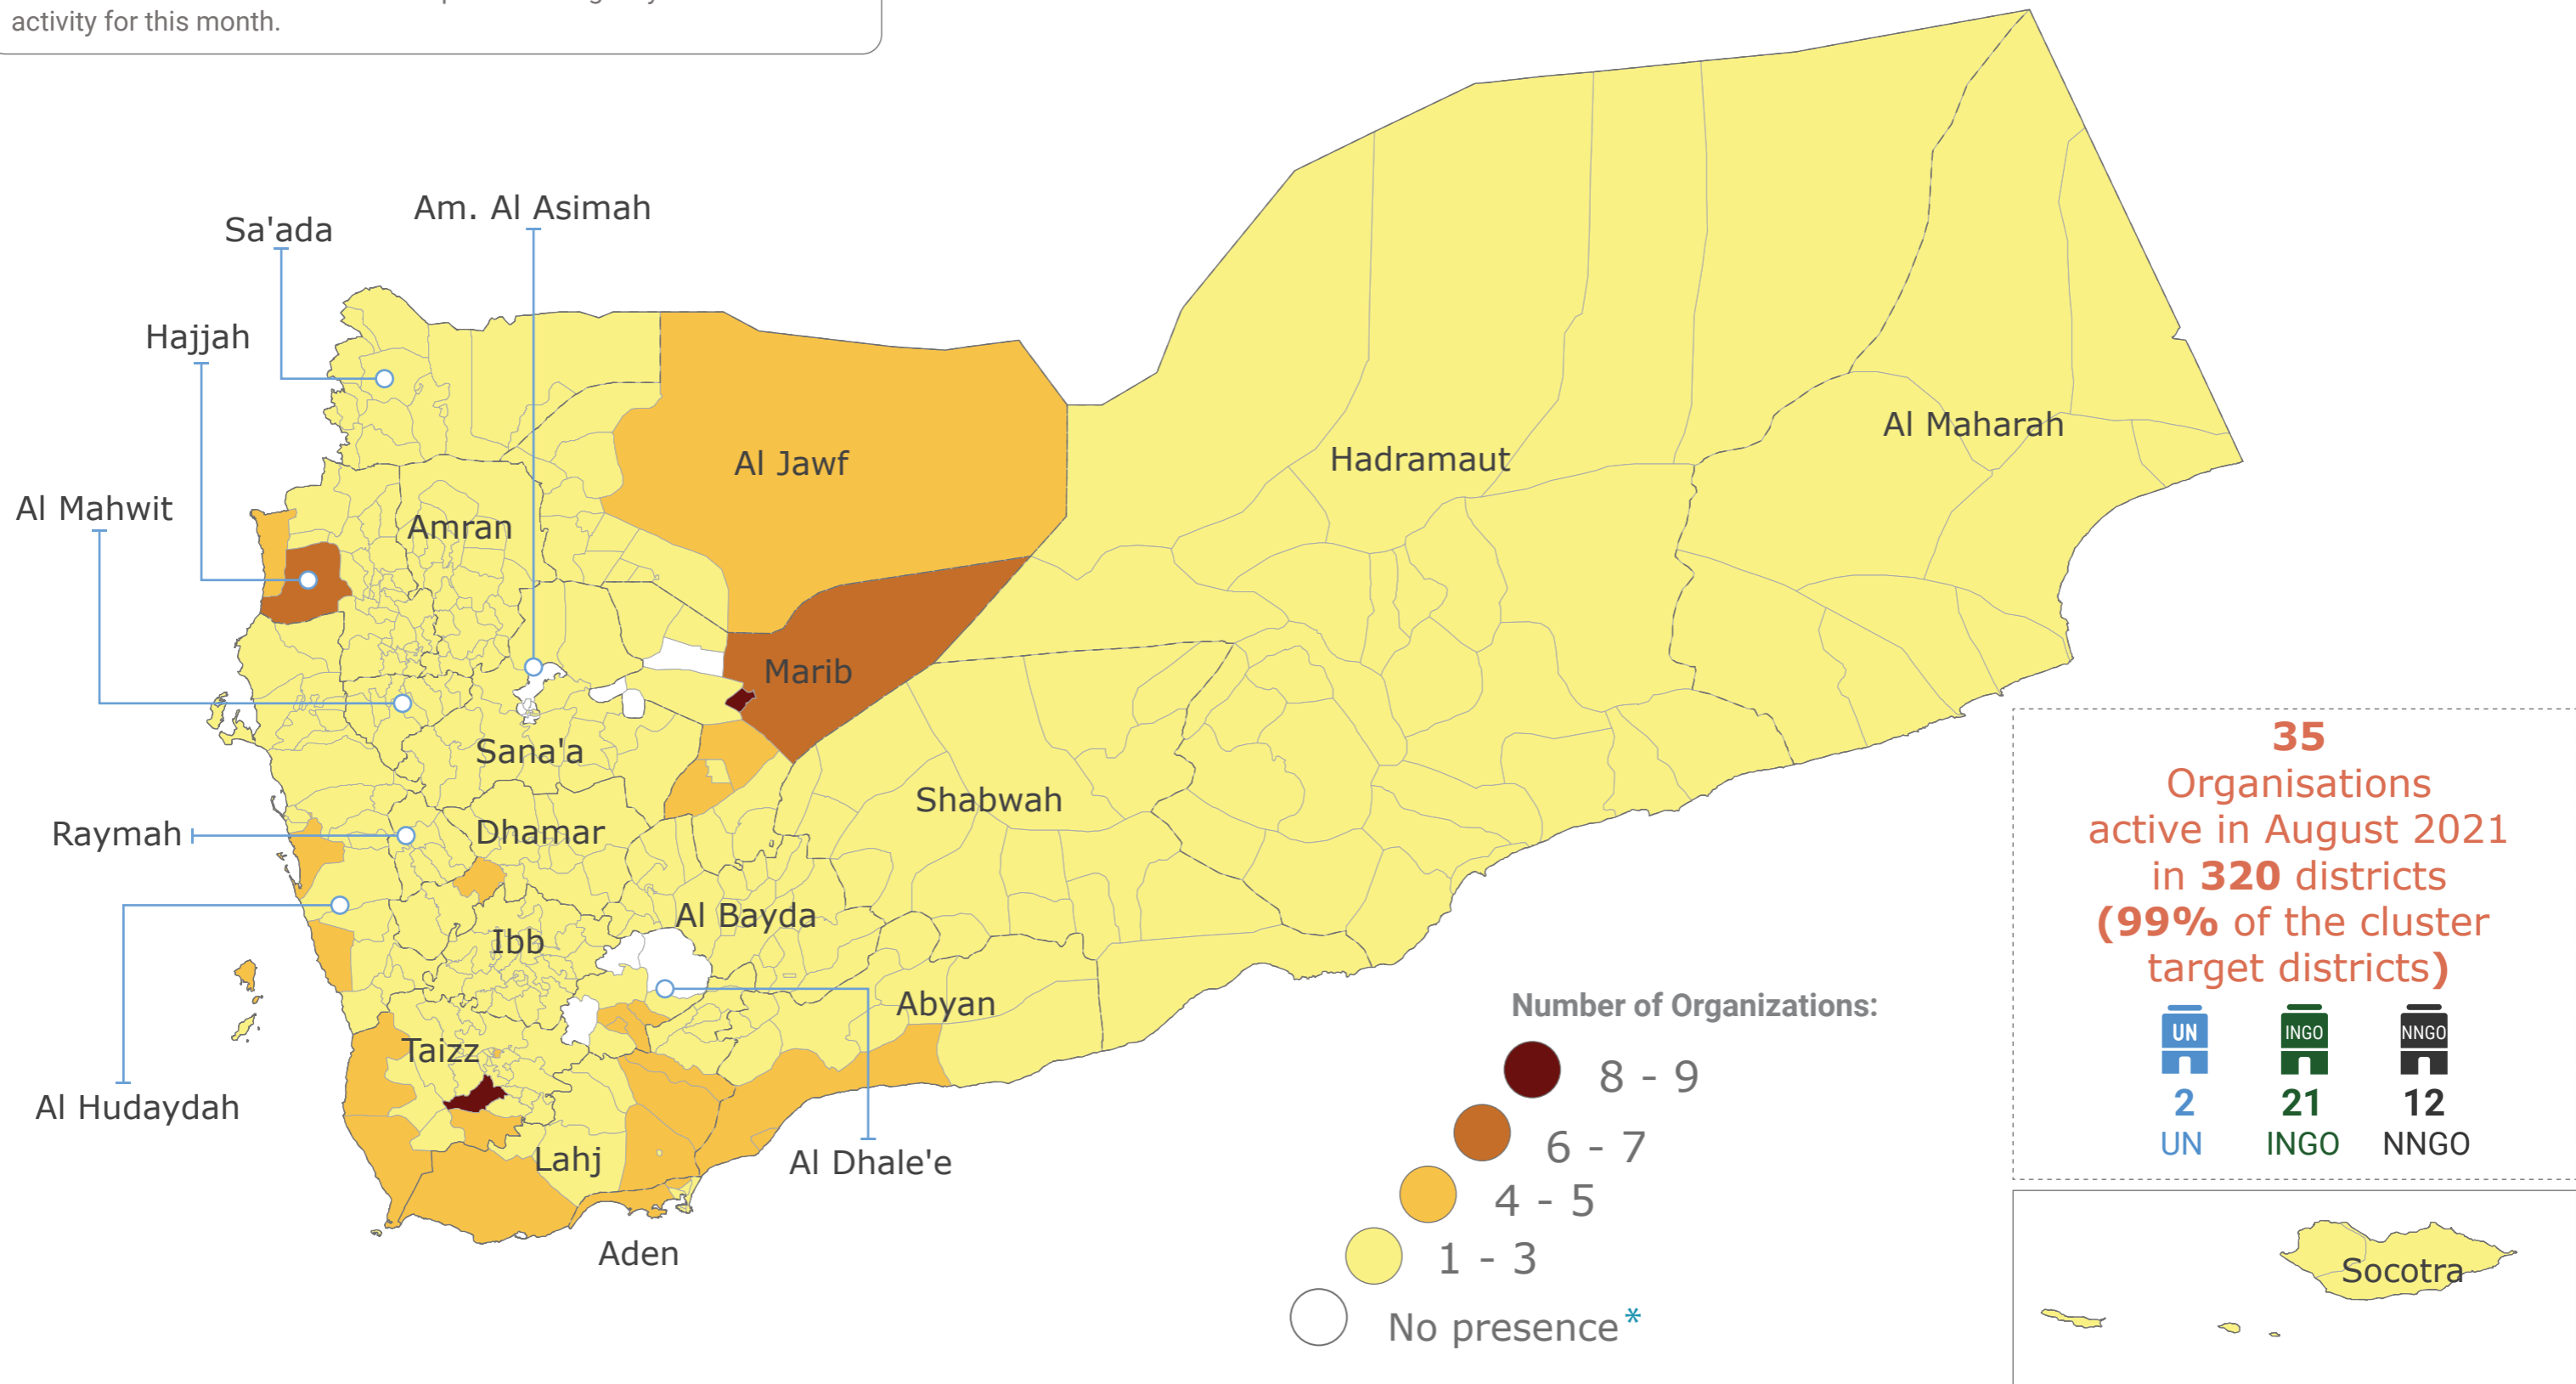 activity for this month.
Am. Al Asimah
Sa'ada
Hajjah
Al Mahwit
Amran
Al Jawf
Hadramaut
Al Maharah
Marib
Sana'a
Shabwah
Raymah
Dhamar
Al Bayda
Ibb
Abyan
Taizz
Al Hudaydah
Lahj
Al Dhale'e
Aden
35
Organisations
active in August 2021
in 320 districts
(99% of the cluster
target districts)
UN INGO NNGO
2 21 12
UN INGO NNGO
Number of Organizations:
8 - 9
6 - 7
4 - 5
1 - 3
No presence*
Socotra